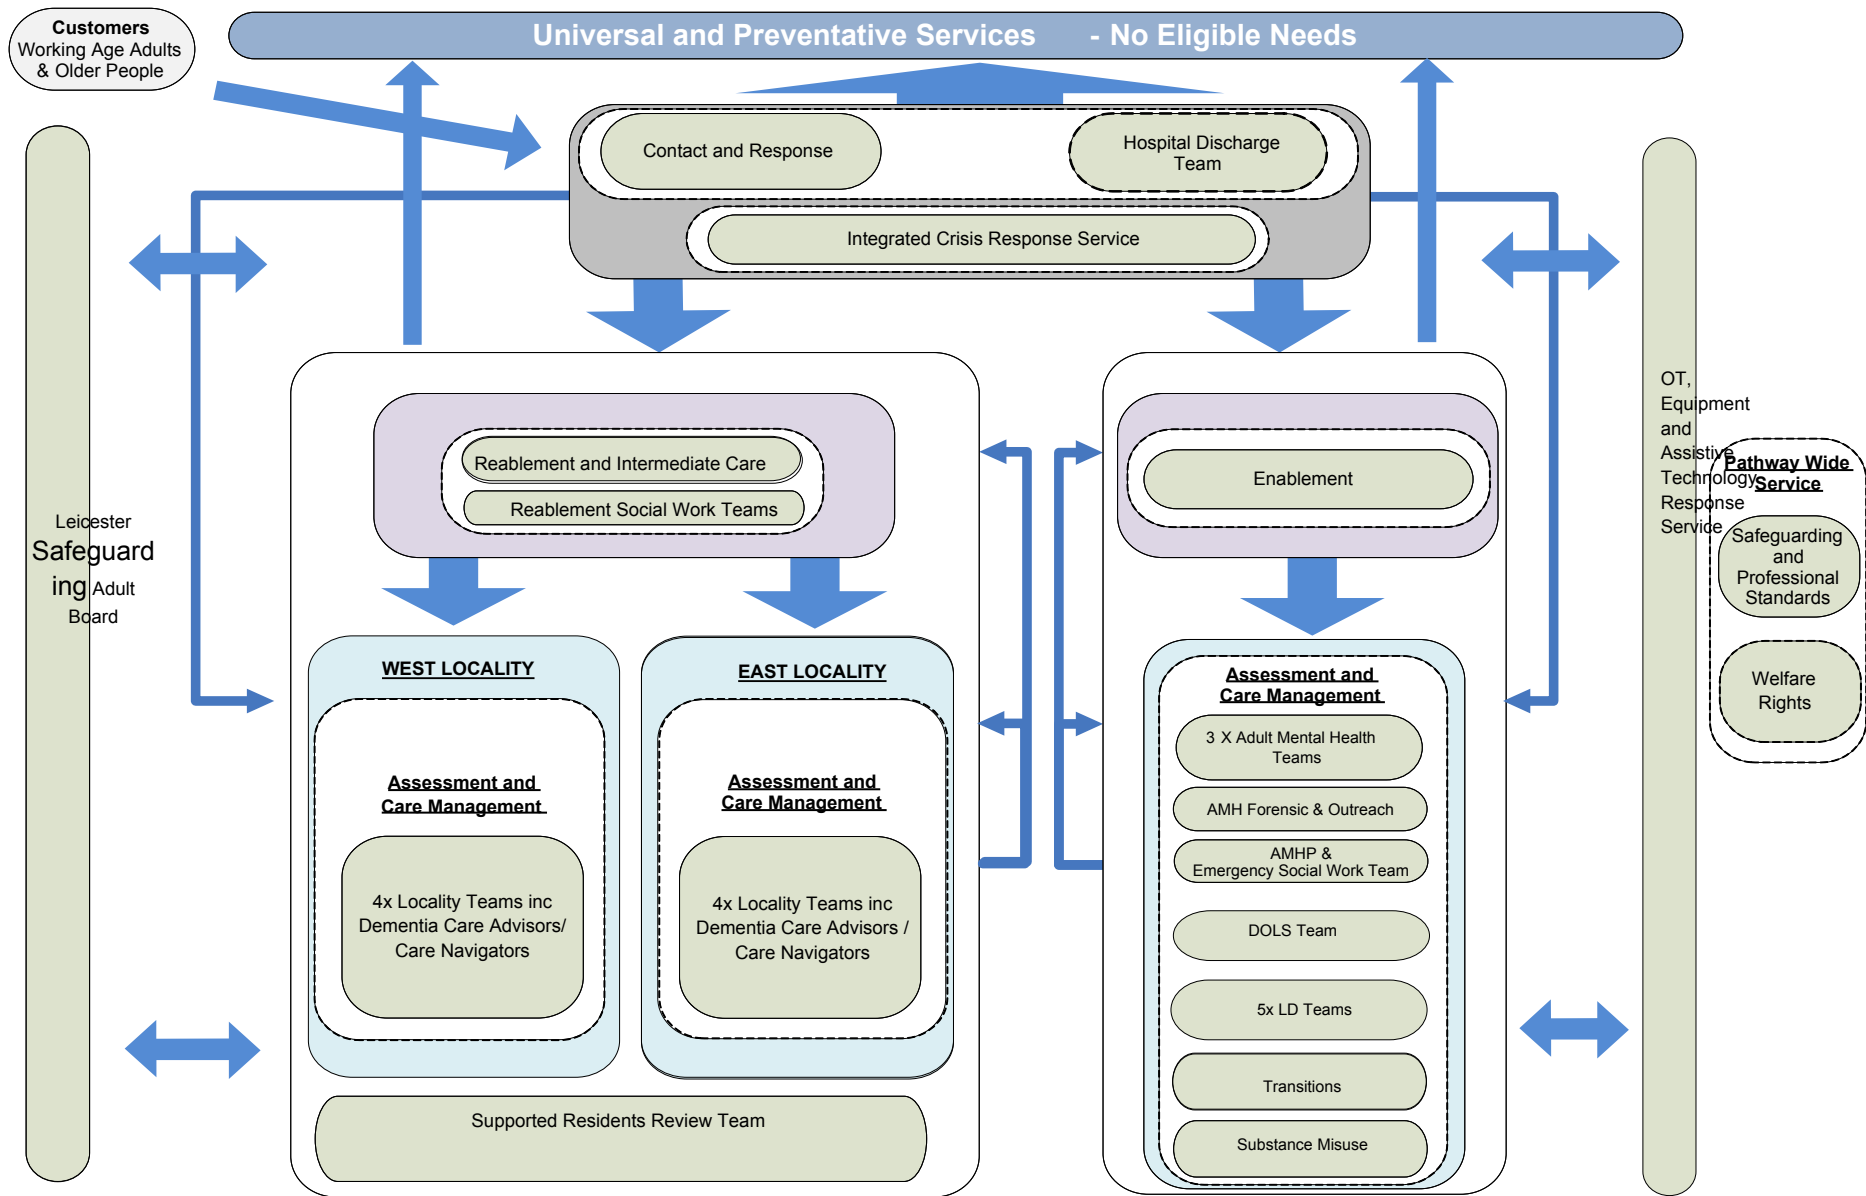 Customers
Working Age Adults
& Older People
Universal and Preventative Services - No Eligible Needs
Contact and Response
Hospital Discharge
Team
Integrated Crisis Response Service
Leicester
Safeguard
ing Adult
Board
Reablement and Intermediate Care
Reablement Social Work Teams
Enablement
OT,
Equipment
and
Assistive
Technology
Response
Service
Pathway Wide
Service
Safeguarding
and
Professional
Standards
Welfare
Rights
WEST LOCALITY
Assessment and
Care Management
4x Locality Teams inc
Dementia Care Advisors/
Care Navigators
EAST LOCALITY
Assessment and
Care Management
4x Locality Teams inc
Dementia Care Advisors /
Care Navigators
Supported Residents Review Team
Assessment and
Care Management
3 X Adult Mental Health
Teams
AMH Forensic & Outreach
AMHP &
Emergency Social Work Team
DOLS Team
5x LD Teams
Transitions
Substance Misuse